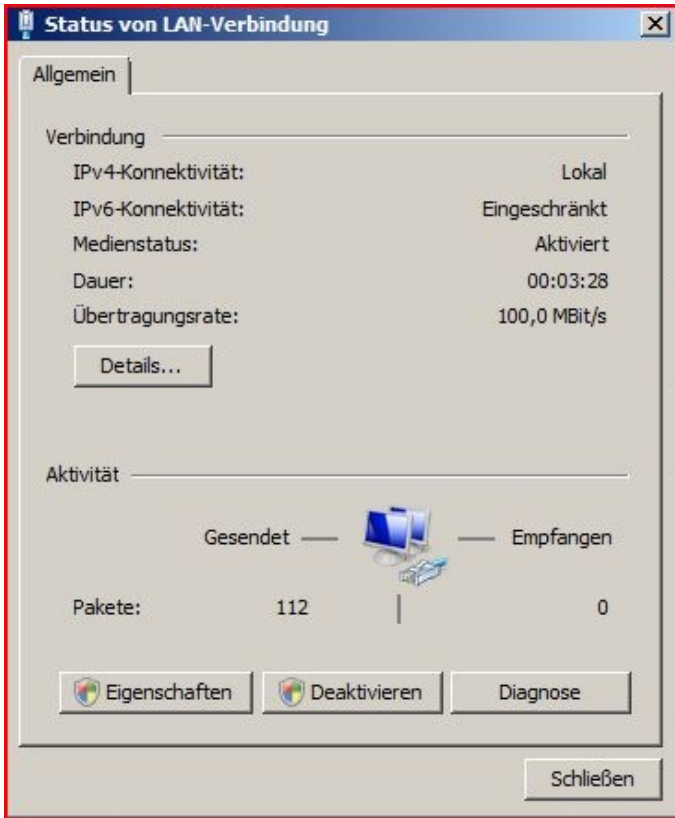 Status von LAN-Verbindung
Allgemein
Verbindung
IPv4-Konnektivität: Lokal
IPv6-Konnektivität: Eingeschränkt
Medienstatus: Aktiviert
Dauer: 00:03:28
Übertragungsrate: 100,0 MBit/s
Details...
Aktivität
Gesendet Empfangen
Pakete: 112 0
Eigenschaften Deaktivieren Diagnose
Schließen